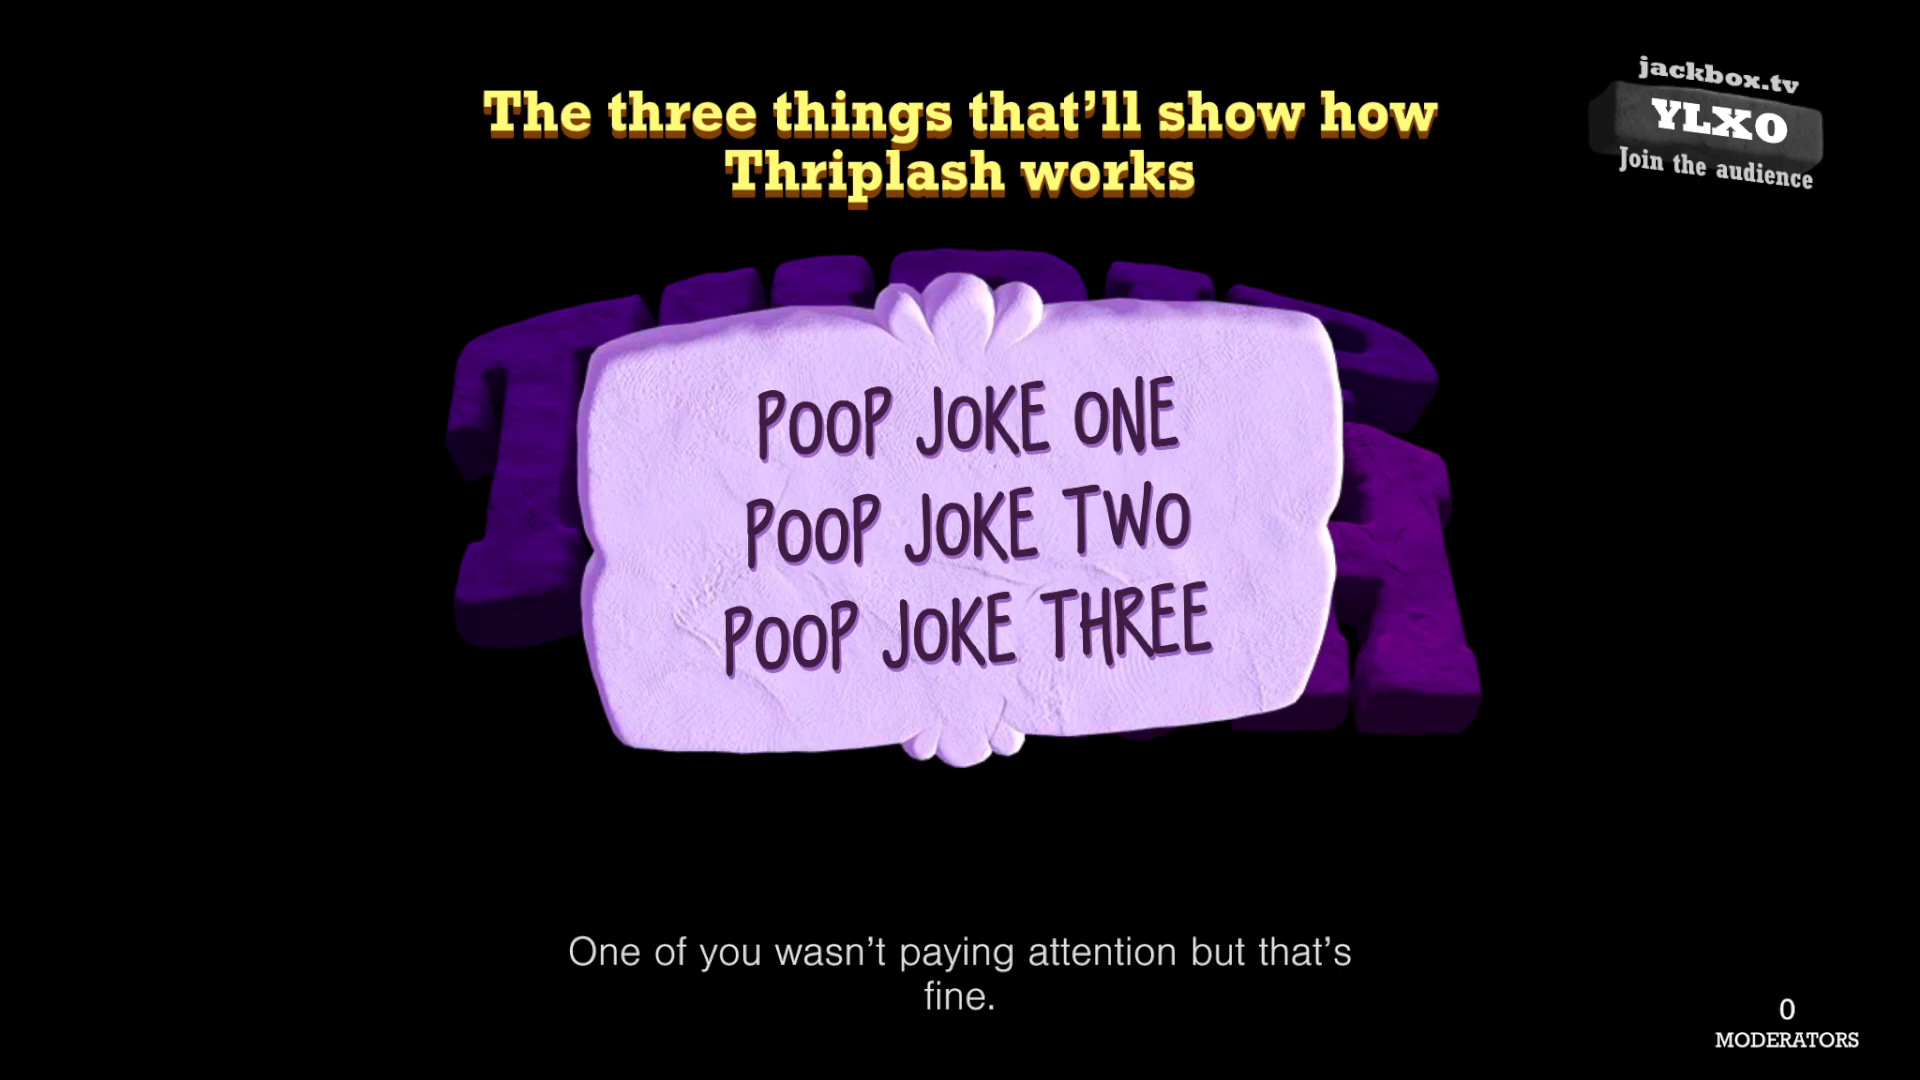 jackbox.tv
YLXO
Join the audience
The three things that’ll show how
Thriplash works
POOP JOKE ONE
POOP JOKE TWO
POOP JOKE THREE
One of you wasn’t paying attention but that’s
fine.
0
MODERATORS